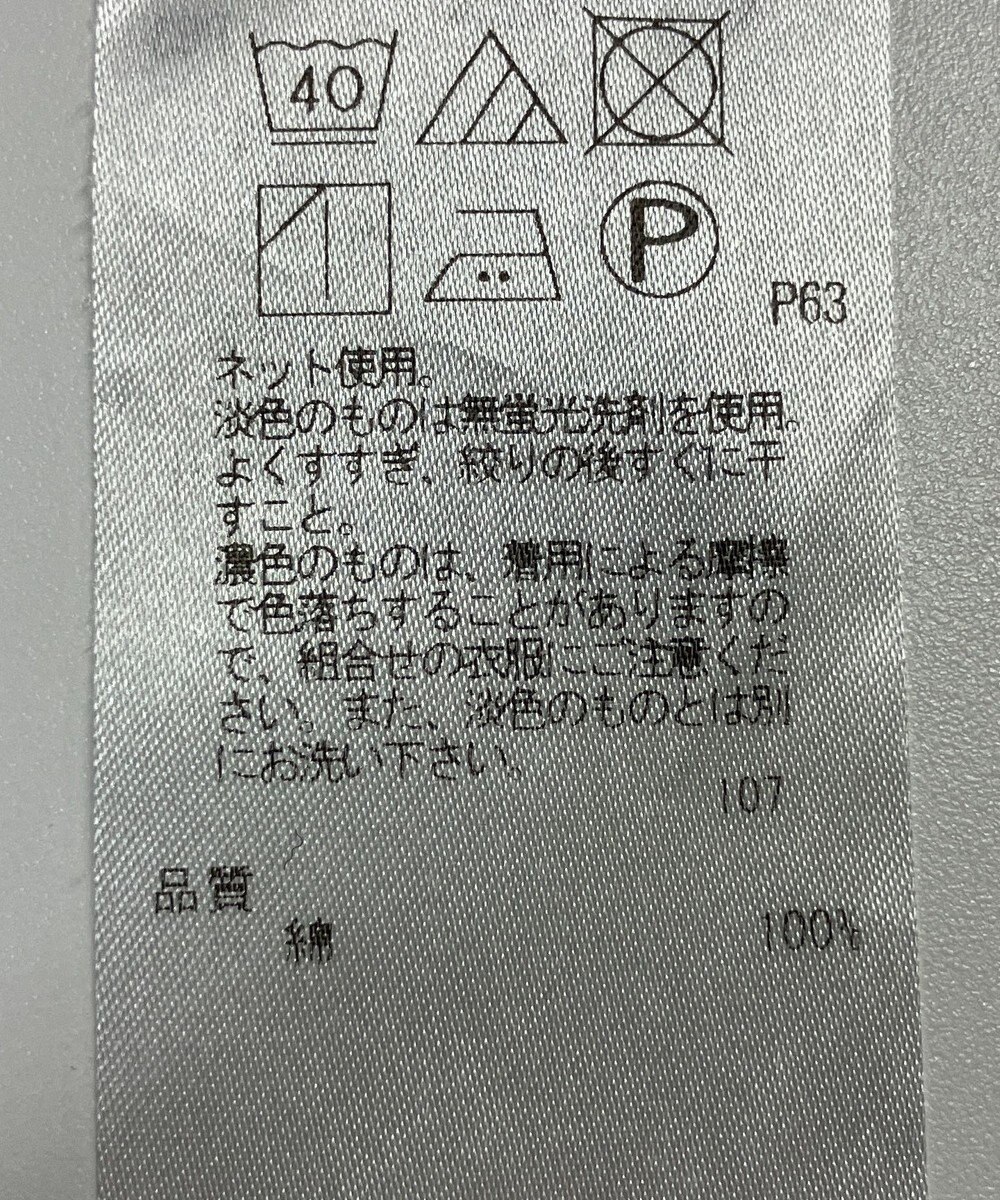 40
P
P63
ネット使用。
淡色のものは無蛍光洗剤を使用。
よくすすぎ、絞りの後すぐに干
すこと。
濃色のものは、着用による摩擦
で色落ちすることがありますの
で、組合せの衣服にご注意くだ
さい。また、淡色のものとは別
にお洗い下さい。
107
品質
綿 100%